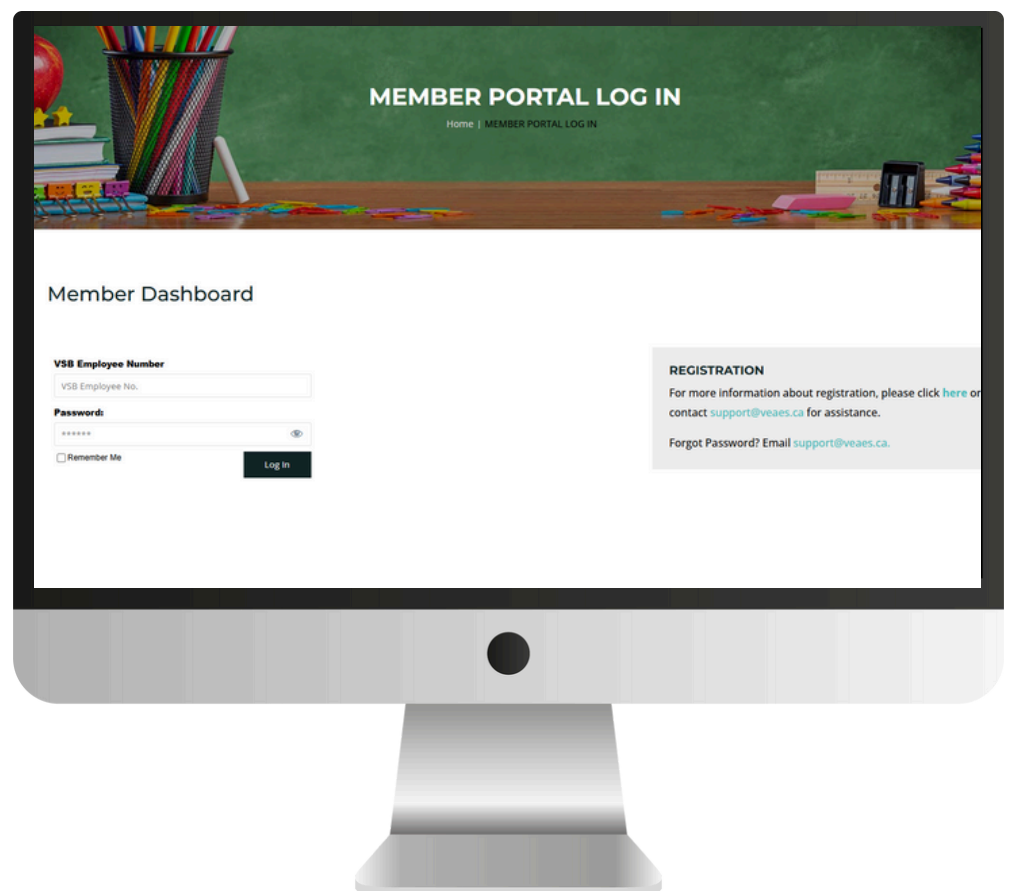 MEMBER PORTAL LOG IN
Home | MEMBER PORTAL LOG IN
Member Dashboard
VSB Employee Number
VSB Employee No.
Password:
******
Remember Me
Log In
REGISTRATION
For more information about registration, please click here or
contact support@veaes.ca for assistance.
Forgot Password? Email support@veaes.ca.